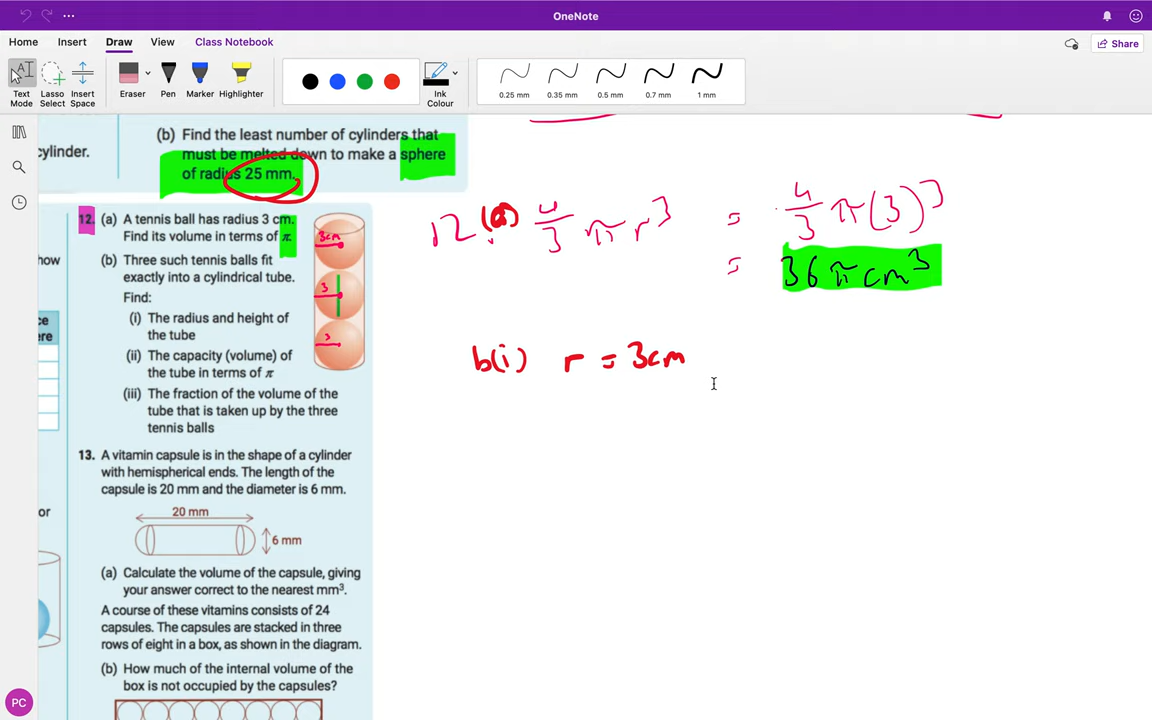 OneNote
Home Insert Draw View Class Notebook
Share
Text Mode
Lasso Select
Insert Space
Eraser
Pen
Marker
Highlighter
Ink Colour
0.25 mm 0.35 mm 0.5 mm 0.7 mm 1 mm
cylinder.
(b) Find the least number of cylinders that
must be melted down to make a sphere
of radius 25 mm.
12. (a) A tennis ball has radius 3 cm.
Find its volume in terms of π.
(b) Three such tennis balls fit
exactly into a cylindrical tube.
Find:
(i) The radius and height of
the tube
(ii) The capacity (volume) of
the tube in terms of π
(iii) The fraction of the volume of the
tube that is taken up by the three
tennis balls
3cm
3
3
how
ce
ere
or
13. A vitamin capsule is in the shape of a cylinder
with hemispherical ends. The length of the
capsule is 20 mm and the diameter is 6 mm.
20 mm
6 mm
(a) Calculate the volume of the capsule, giving
your answer correct to the nearest mm³.
A course of these vitamins consists of 24
capsules. The capsules are stacked in three
rows of eight in a box, as shown in the diagram.
(b) How much of the internal volume of the
box is not occupied by the capsules?
12 (a) 4/3 π r³ = 4/3 π (3)³
= 36π cm³
b(i) r = 3cm
PC